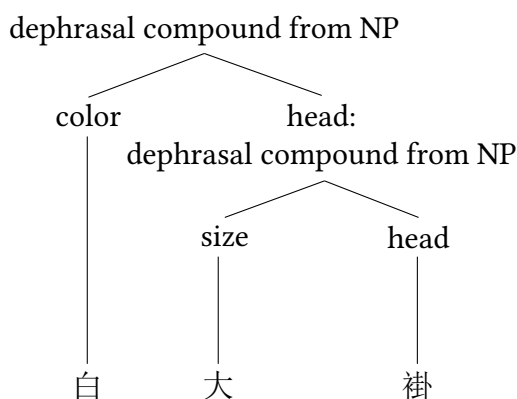 dephrasal compound from NP
color head:
dephrasal compound from NP
size head
白 大 褂